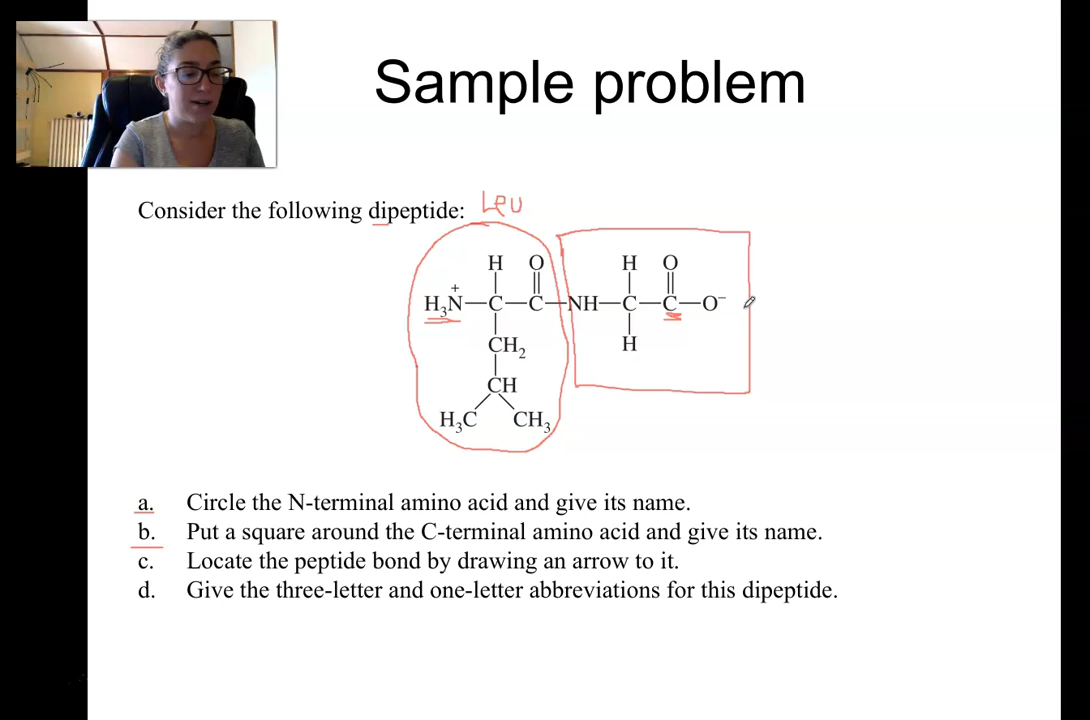 Sample problem
Consider the following dipeptide: Leu
H O H O
H₃N⁺—C—C—NH—C—C—O⁻
CH₂ H
CH
H₃C CH₃
a. Circle the N-terminal amino acid and give its name.
b. Put a square around the C-terminal amino acid and give its name.
c. Locate the peptide bond by drawing an arrow to it.
d. Give the three-letter and one-letter abbreviations for this dipeptide.